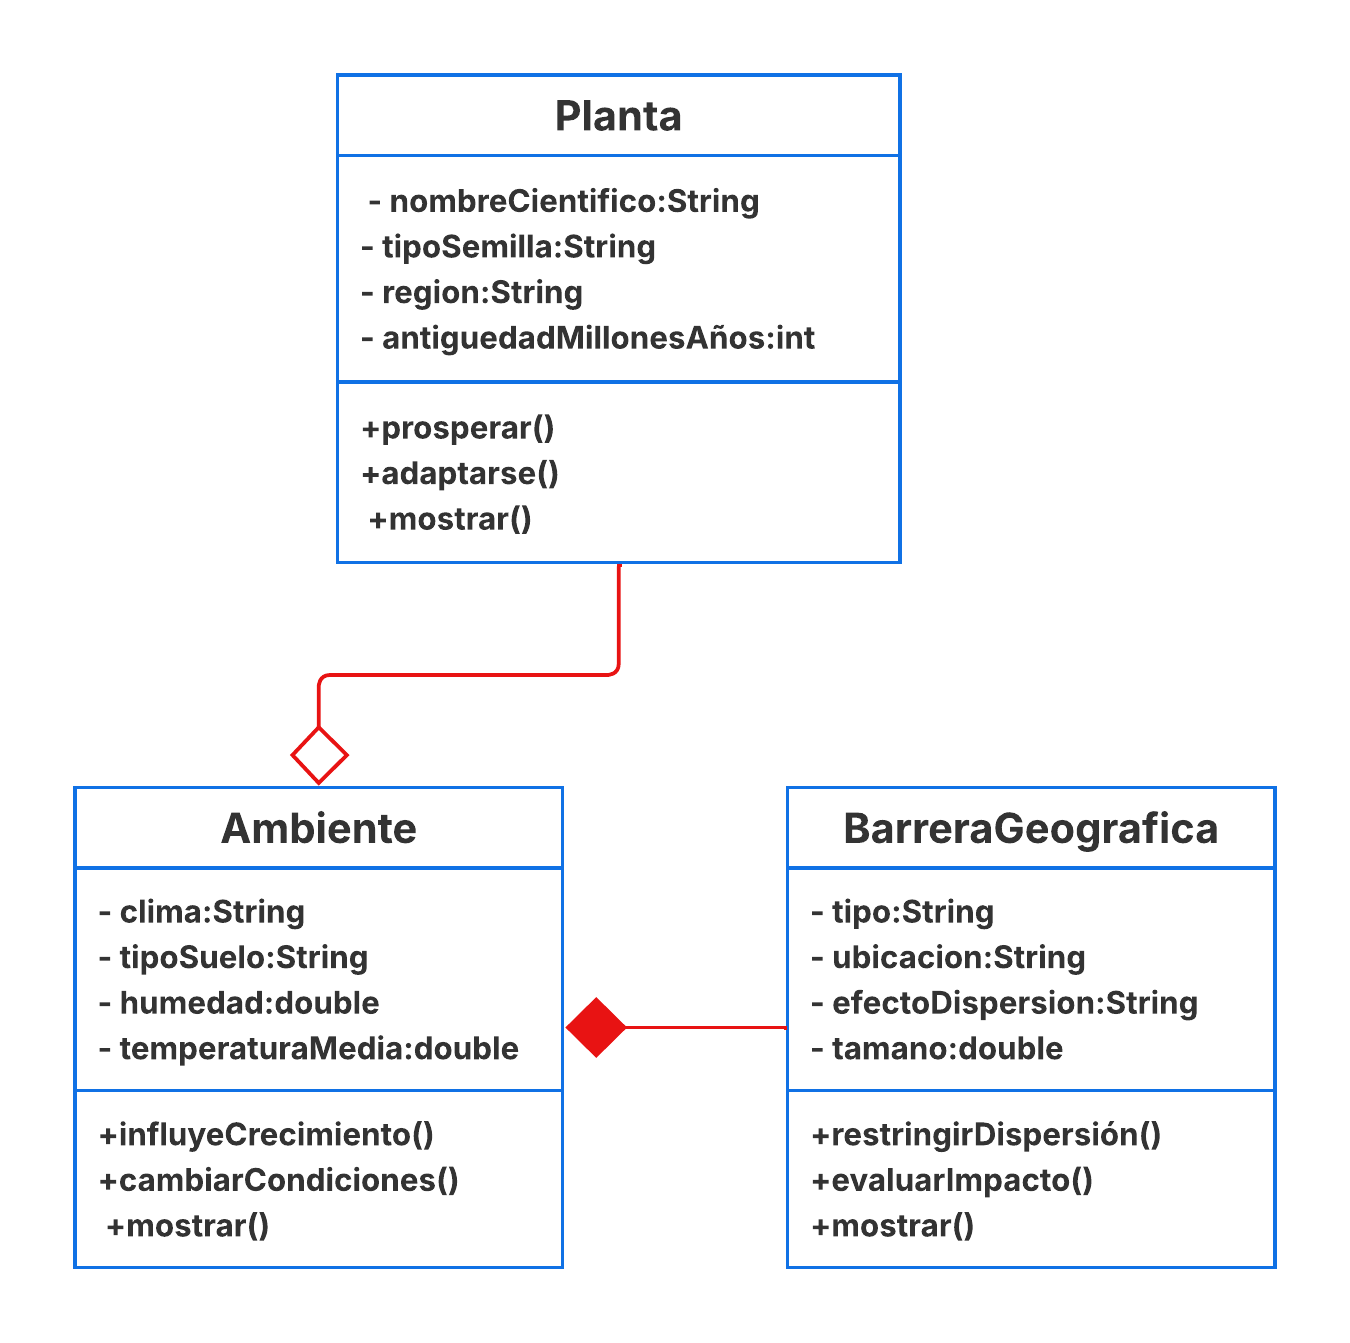 Planta
- nombreCientifico:String
- tipoSemilla:String
- region:String
- antiguedadMillonesAños:int
+prosperar()
+adaptarse()
+mostrar()
Ambiente
- clima:String
- tipoSuelo:String
- humedad:double
- temperaturaMedia:double
+influyeCrecimiento()
+cambiarCondiciones()
+mostrar()
BarreraGeografica
- tipo:String
- ubicacion:String
- efectoDispersion:String
- tamano:double
+restringirDispersión()
+evaluarImpacto()
+mostrar()